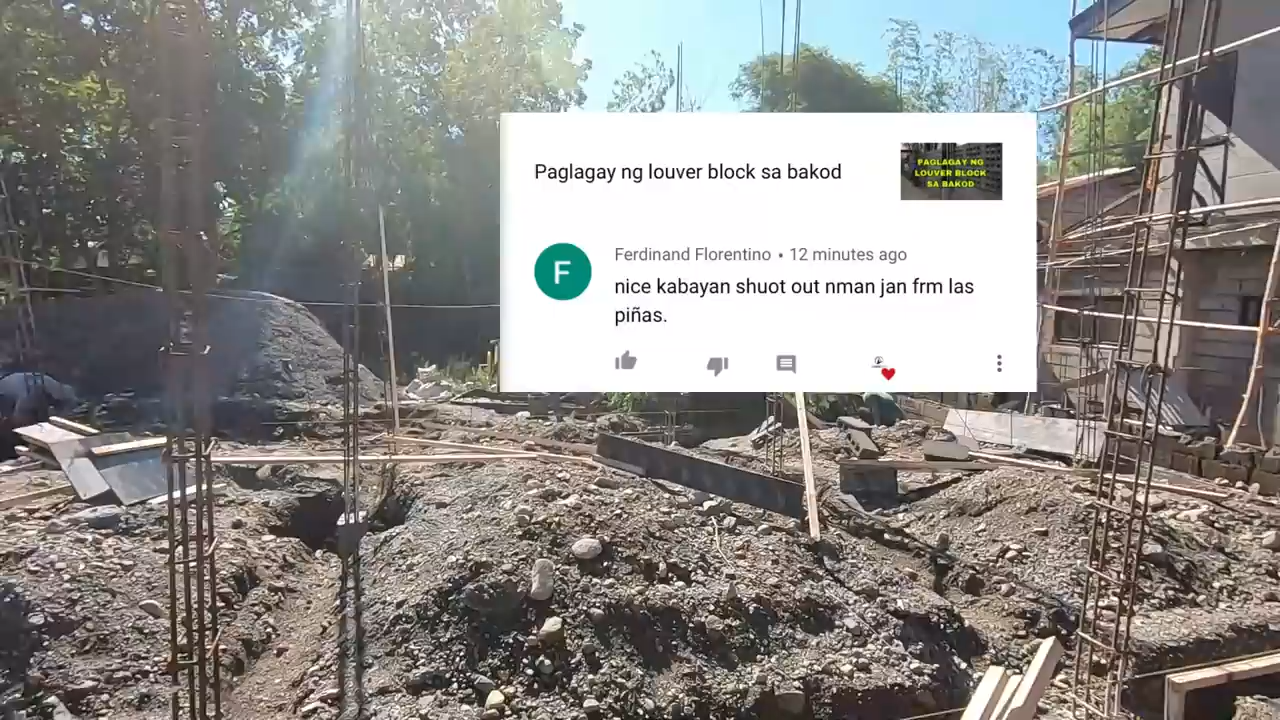 Paglagay ng louver block sa bakod
PAGLAGAY NG
LOUVER BLOCK
SA BAKOD
F
Ferdinand Florentino • 12 minutes ago
nice kabayan shuot out nman jan frm las
piñas.